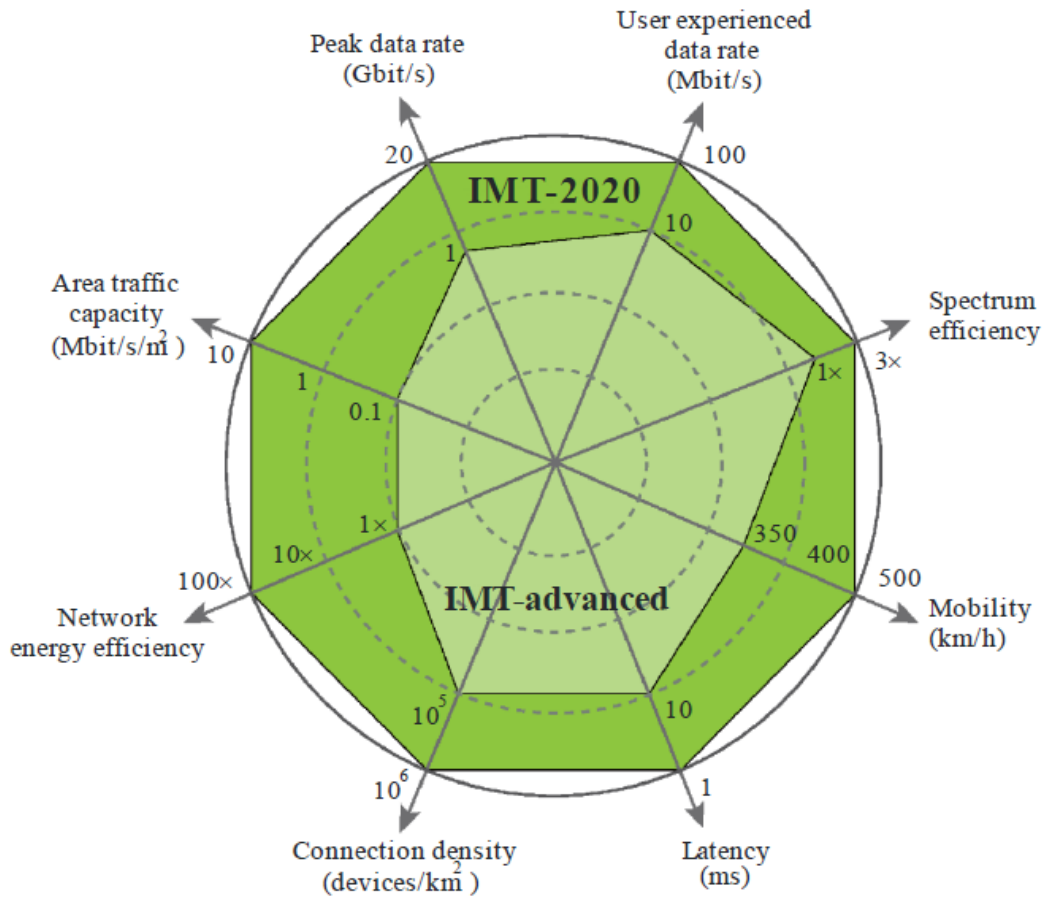 User experienced
data rate
(Mbit/s)
Peak data rate
(Gbit/s)
20
100
IMT-2020
10
1
Area traffic
capacity
(Mbit/s/m²)
Spectrum
efficiency
10
1
0.1
1×
3×
1×
10×
100×
350
400
500
Network
energy efficiency
IMT-advanced
Mobility
(km/h)
10⁵
10
10⁶
1
Connection density
(devices/km²)
Latency
(ms)